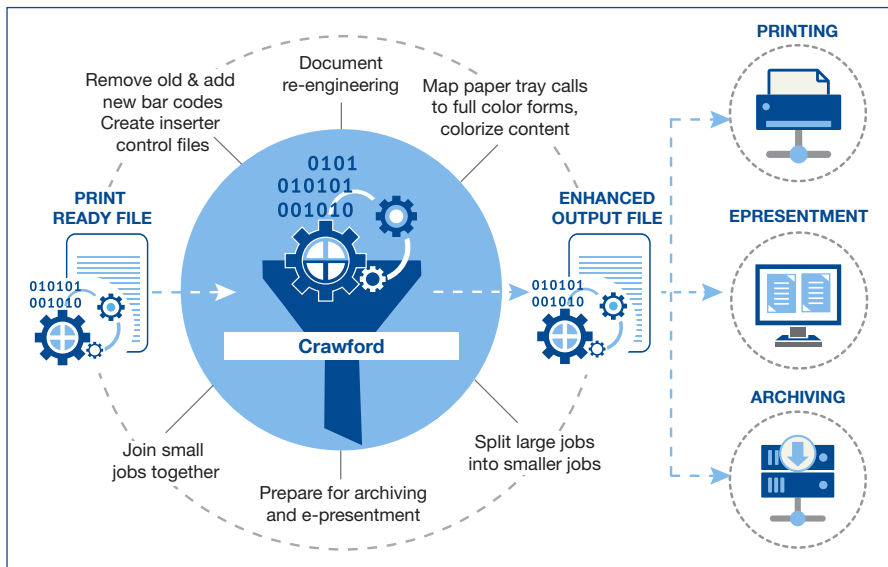 PRINTING
Document
re-engineering
Remove old & add
new bar codes
Create inserter
control files
Map paper tray calls
to full color forms,
colorize content
0101
010101
001010
PRINT
READY FILE
010101
001010
ENHANCED
OUTPUT FILE
010101
001010
EPRESENTMENT
Crawford
ARCHIVING
Join small
jobs together
Prepare for archiving
and e-presentment
Split large jobs
into smaller jobs